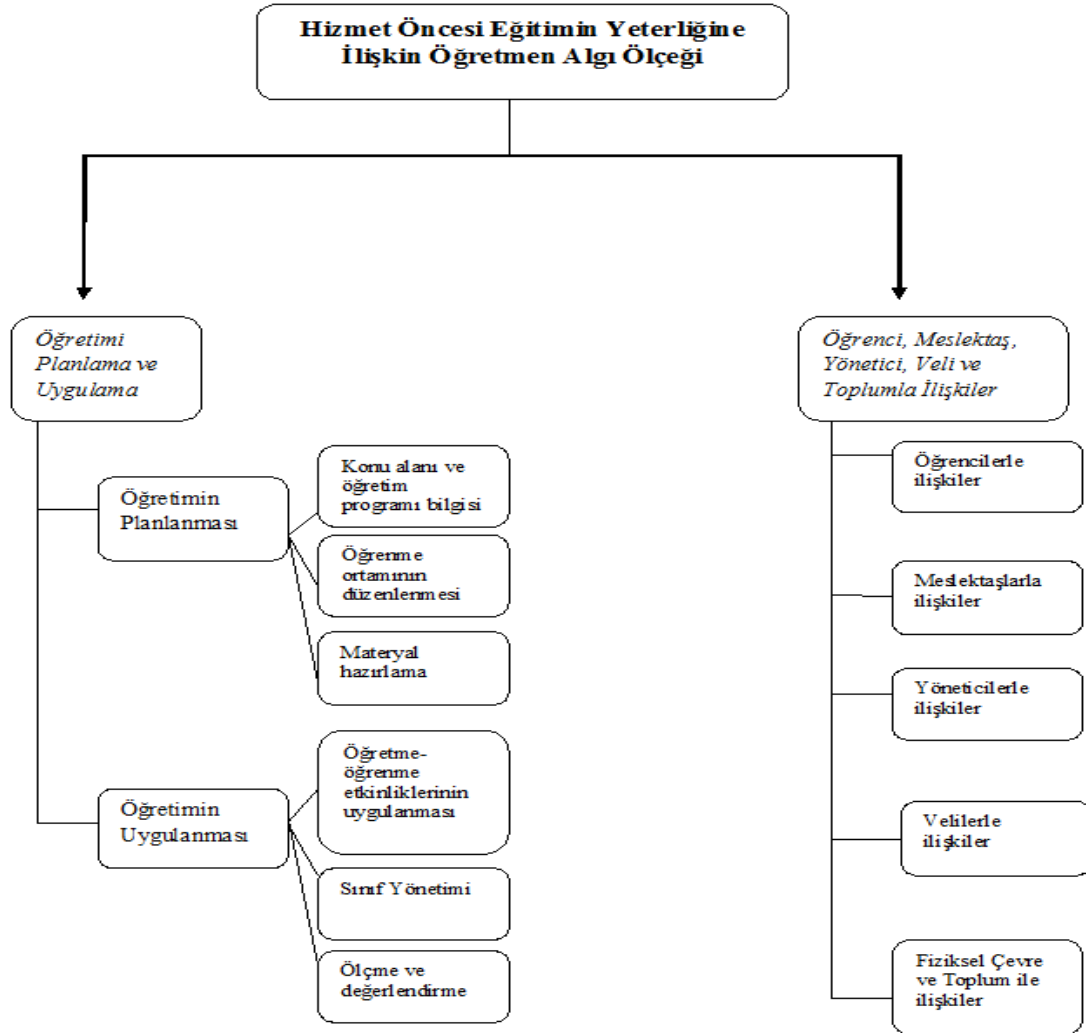 Hizmet Öncesi Eğitimin Yeterliğine
İlişkin Öğretmen Algı Ölçeği
Öğretimi
Planlama ve
Uygulama
Öğretimin
Planlanması
Konu alanı ve
öğretim
programı bilgisi
Öğrenme
ortamının
düzenlenmesi
Materyal
hazırlama
Öğretimin
Uygulanması
Öğretme-
öğrenme
etkinliklerinin
uygulanması
Sınıf Yönetimi
Ölçme ve
değerlendirme
Öğrenci, Meslektaş,
Yönetici, Veli ve
Toplumla İlişkiler
Öğrencilerle
ilişkiler
Meslektaşlarla
ilişkiler
Yöneticilerle
ilişkiler
Velilerle
ilişkiler
Fiziksel Çevre
ve Toplum ile
ilişkiler